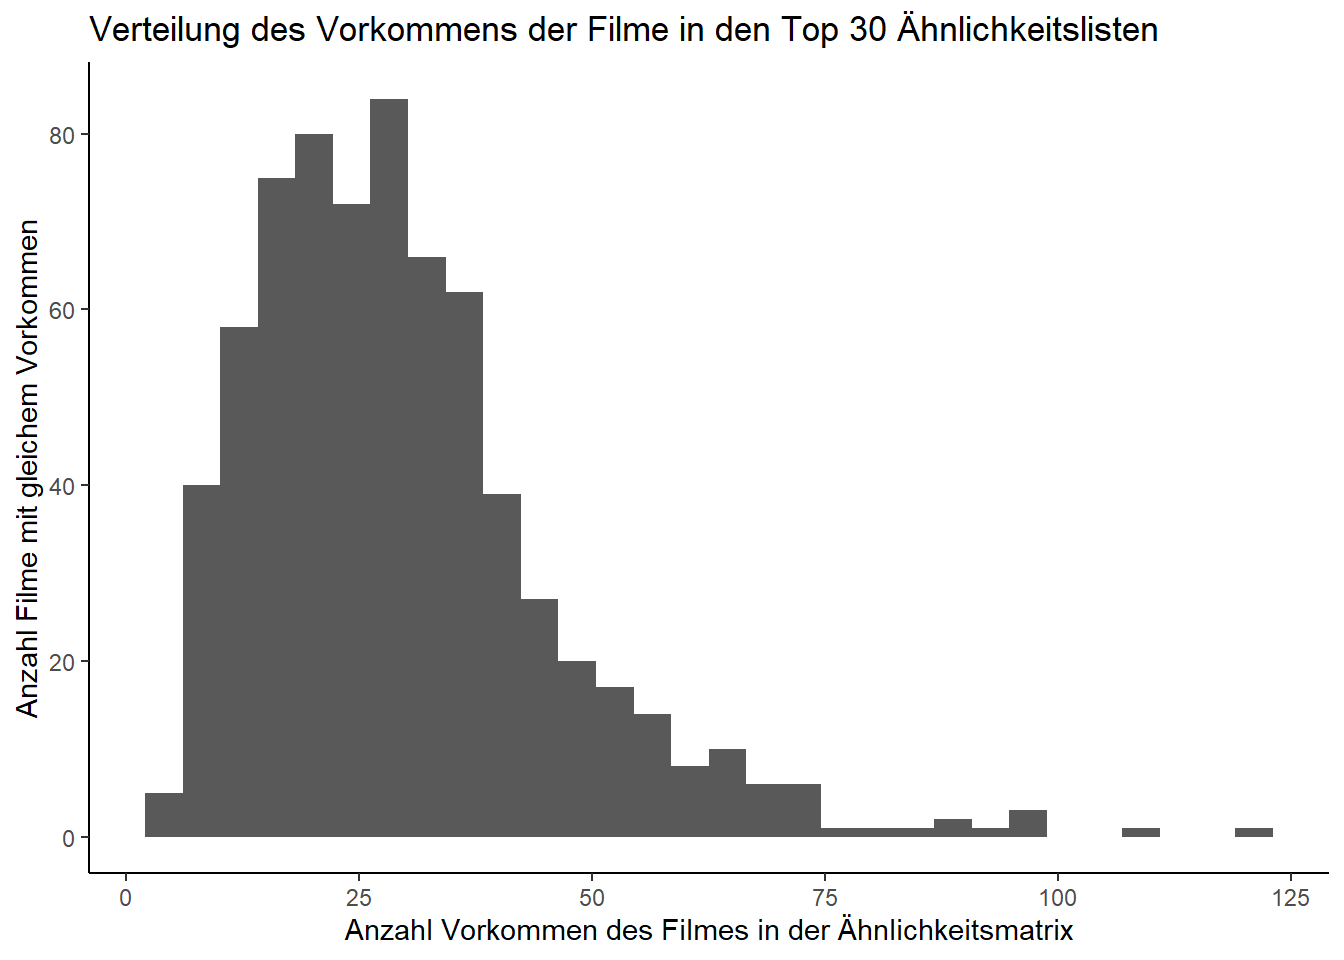 Verteilung des Vorkommens der Filme in den Top 30 Ähnlichkeitslisten
Anzahl Filme mit gleichem Vorkommen
80
60
40
20
0
0 25 50 75 100 125
Anzahl Vorkommen des Filmes in der Ähnlichkeitsmatrix